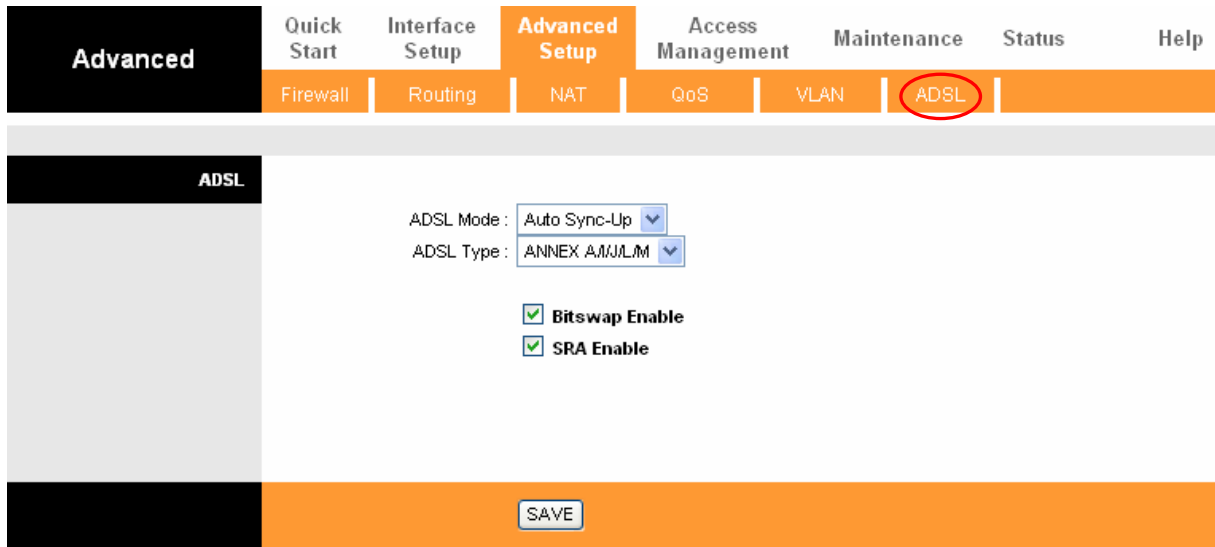 Advanced
Quick Start
Interface Setup
Advanced Setup
Access Management
Maintenance
Status
Help
Firewall
Routing
NAT
QoS
VLAN
ADSL
ADSL
ADSL Mode : Auto Sync-Up
ADSL Type : ANNEX A/I/J/L/M
Bitswap Enable
SRA Enable
SAVE